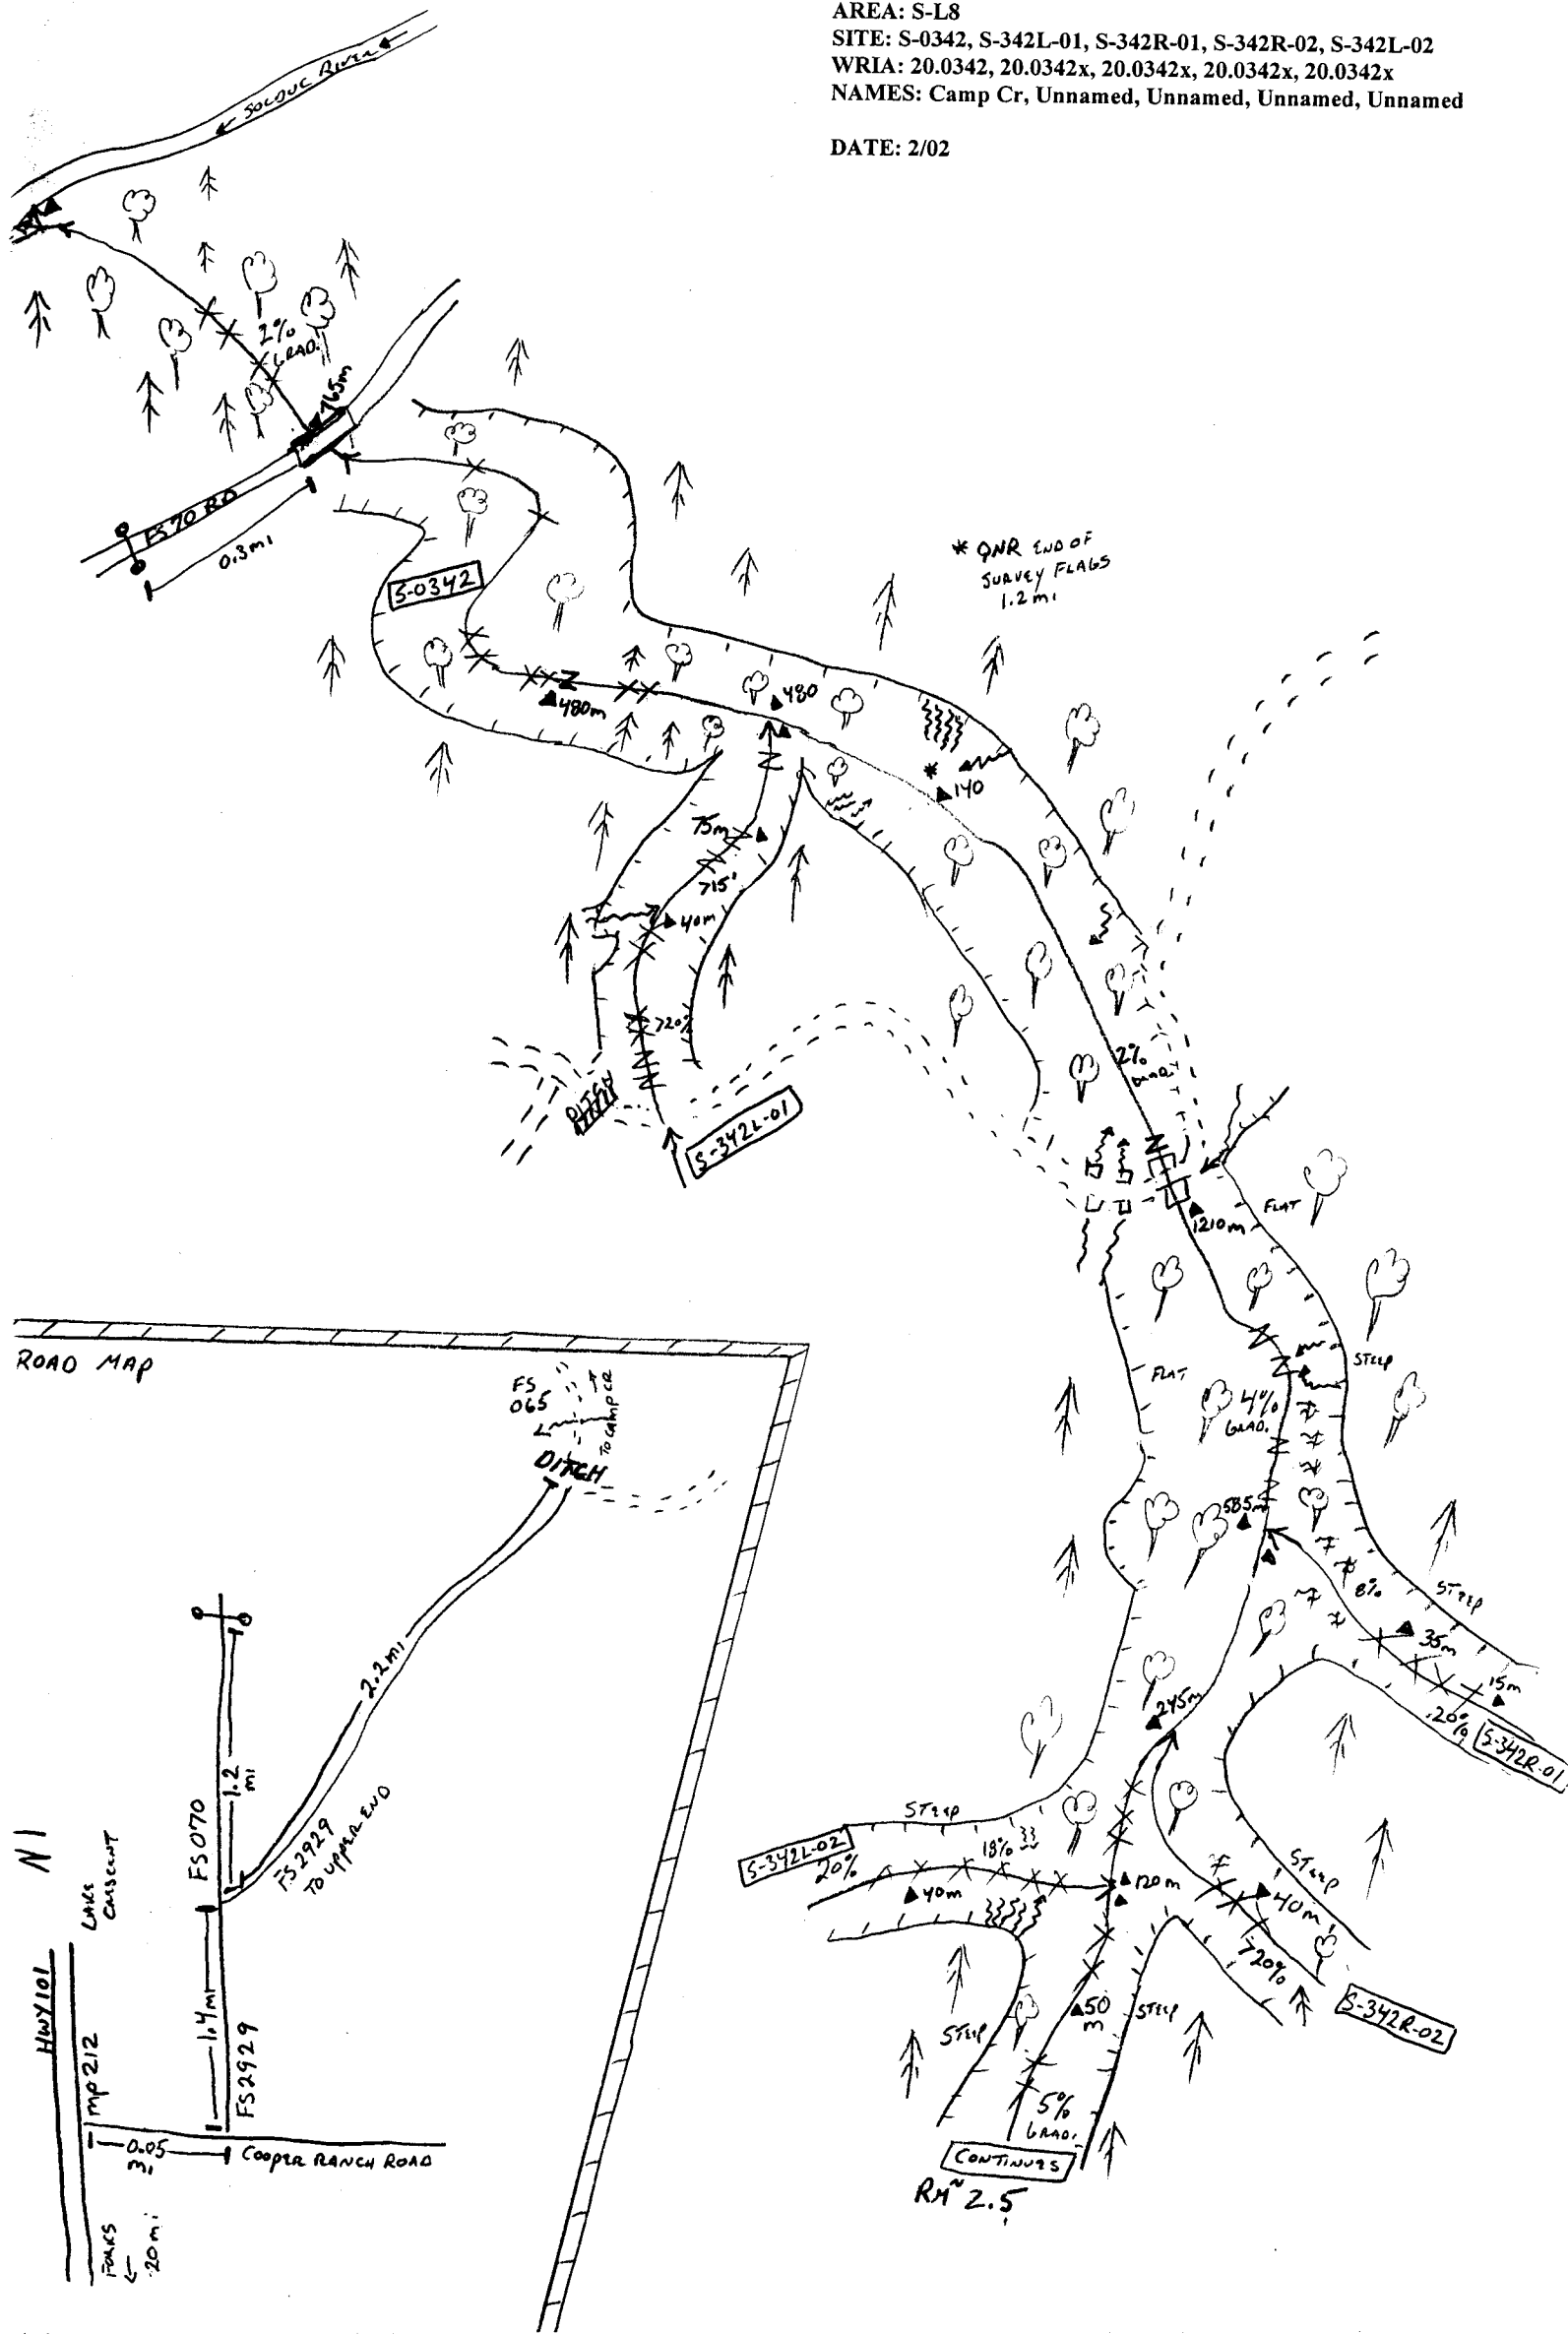 AREA: S-L8
SITE: S-0342, S-342L-01, S-342R-01, S-342R-02, S-342L-02
WRIA: 20.0342, 20.0342x, 20.0342x, 20.0342x, 20.0342x
NAMES: Camp Cr, Unnamed, Unnamed, Unnamed, Unnamed
DATE: 2/02
SOLDUC RIVER
2%
GRAD.
765m
FS 70 RD
0.3mi
S-0342
* QNR END OF
SURVEY FLAGS
1.2 mi
480m
480
*
140
75m
>15'
40m
>20%
DITCH
S-342L-01
2%
GRAD.
1210m
FLAT
STEEP
FLAT
4%
GRAD.
585m
8%
STEEP
35m
15m
20%
S-342R-01
245m
STEEP
S-342L-02
20%
18%
40m
120m
STEEP
40m
>20%
S-342R-02
50
m
STEEP
STEEP
5%
GRAD.
CONTINUES
RM~2.5
ROAD MAP
FS
065
TO CAMP CR
DITCH
2.2mi
1.2
mi
FS070
FS2929
TO UPPER END
N
LAKE
CRESCENT
HWY101
mp212
1.4mi
FS2929
0.05
mi
COOPER RANCH ROAD
FORKS
20 mi